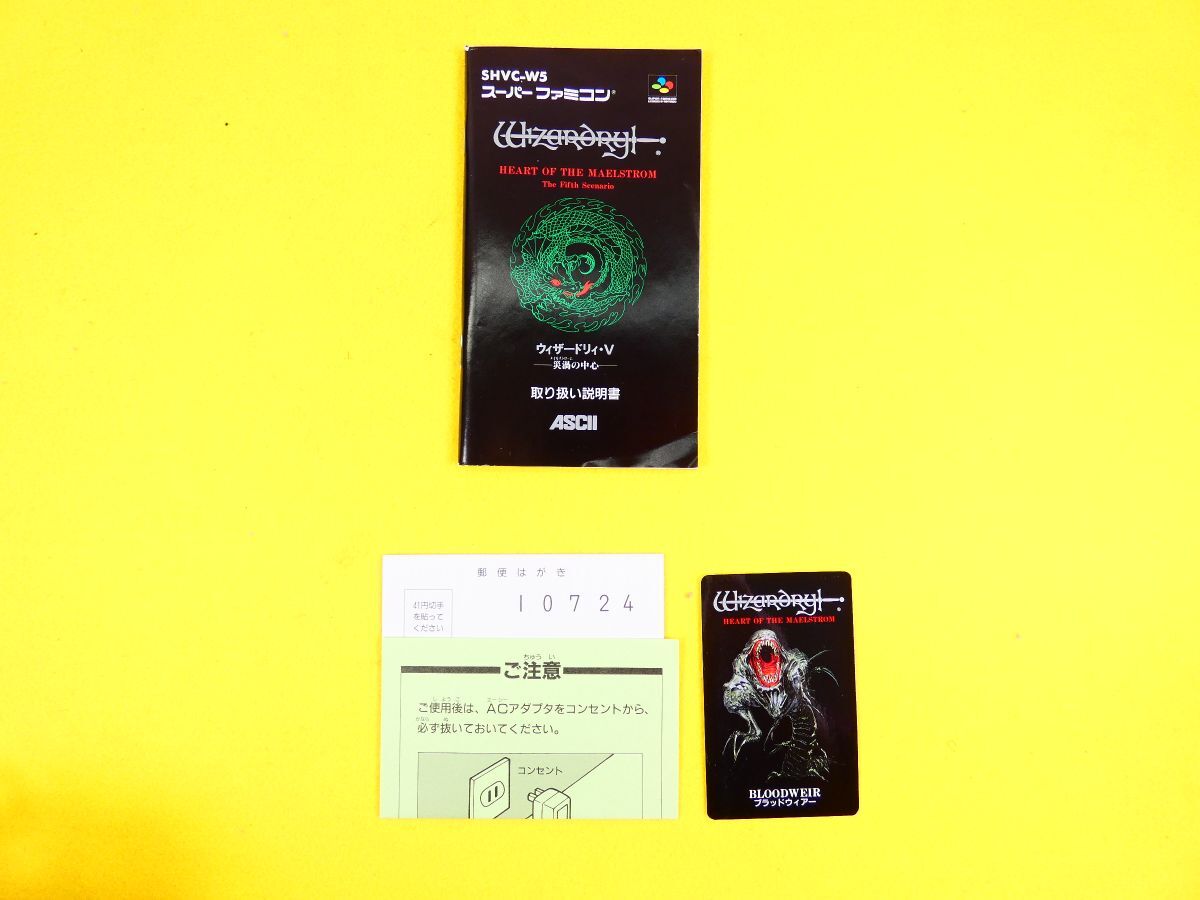 SHVC-W5
スーパーファミコン®
Wizardry
HEART OF THE MAELSTROM
The Fifth Scenario
ウィザードリィ・V
災渦の中心
取り扱い説明書
ASCII
郵便はがき
41円切手
を貼って
ください
10724
ちゅうい
ご注意
ご使用後は、ACアダプタをコンセントから、
必ず抜いておいてください。
コンセント
Wizardry
HEART OF THE MAELSTROM
BLOODWEIR
ブラッドウィアー